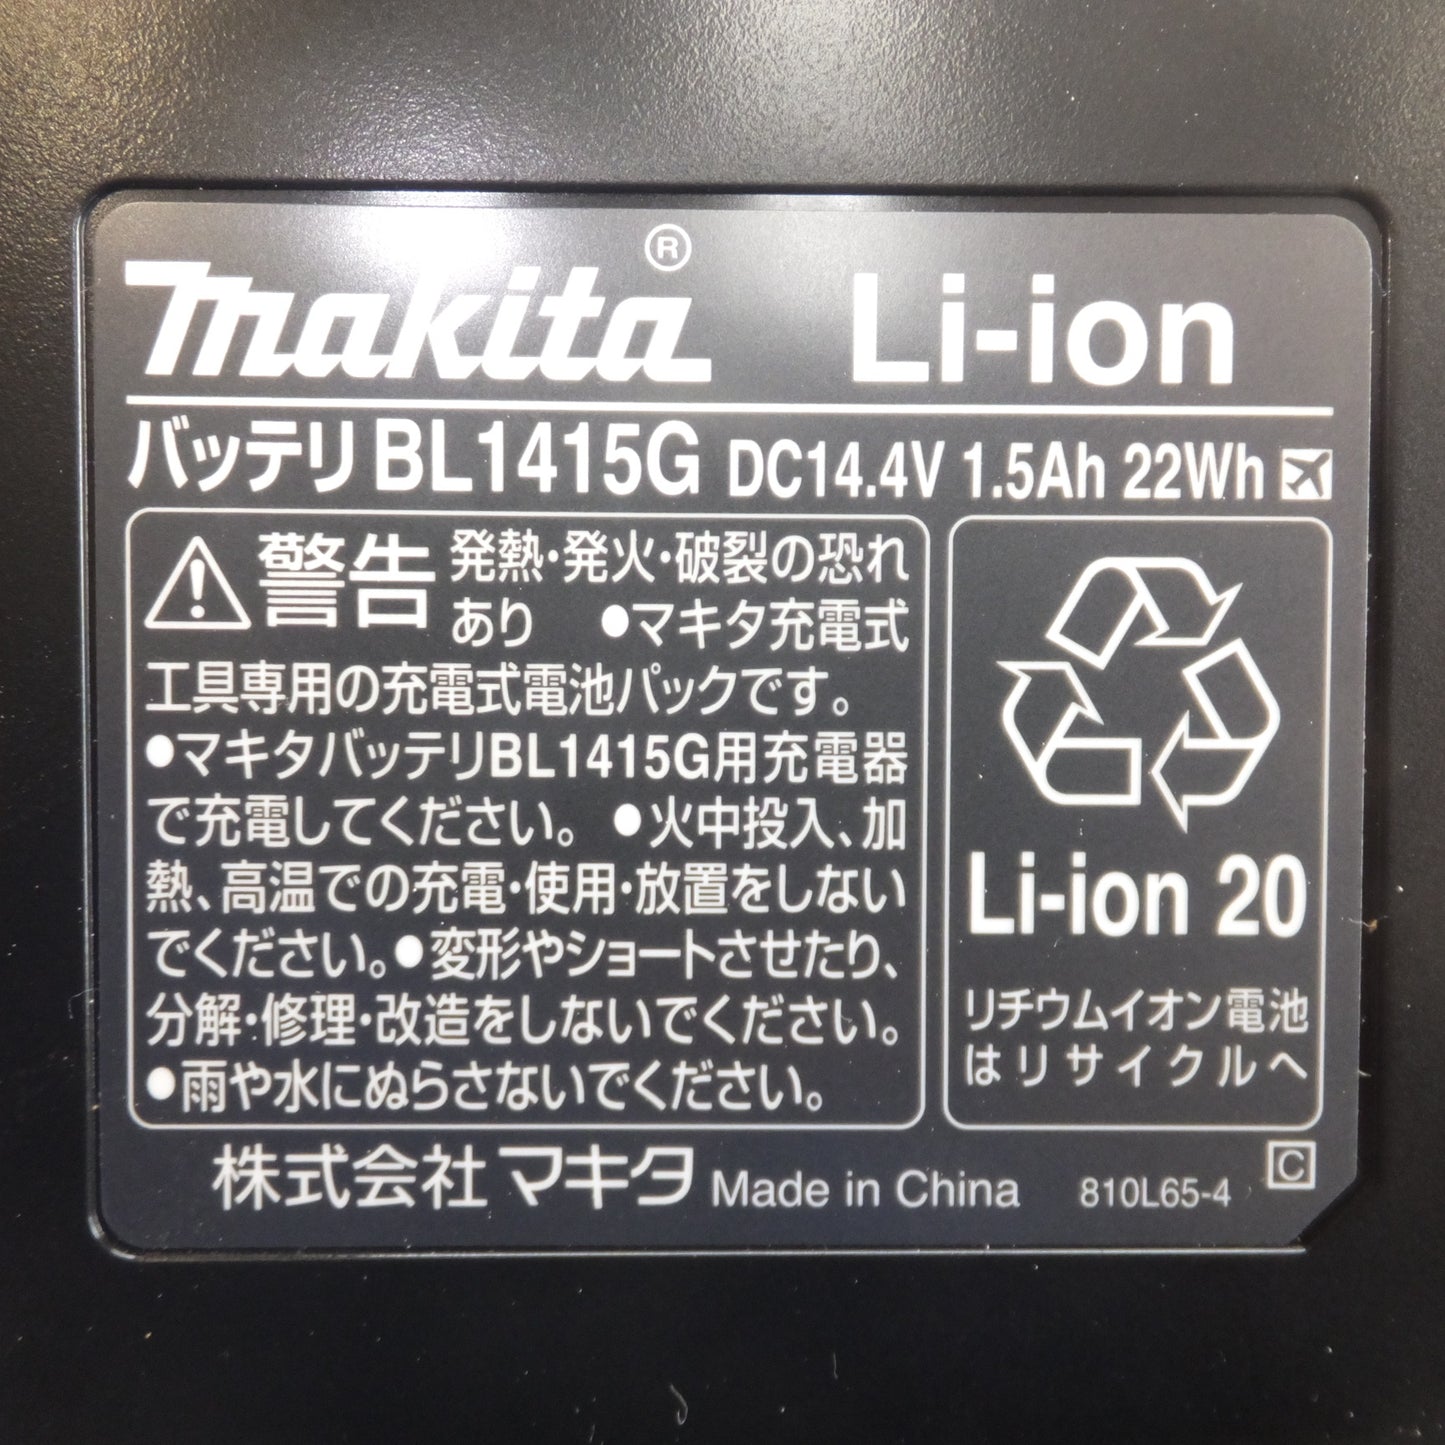 makita® Li-ion
バッテリ BL1415G DC14.4V 1.5Ah 22Wh
警告 発熱・発火・破裂の恐れ
あり ●マキタ充電式
工具専用の充電式電池パックです。
●マキタバッテリBL1415G用充電器
で充電してください。 ●火中投入、加
熱、高温での充電・使用・放置をしない
でください。●変形やショートさせたり、
分解・修理・改造をしないでください。
●雨や水にぬらさないでください。
Li-ion 20
リチウムイオン電池
はリサイクルへ
株式会社マキタ Made in China 810L65-4 C